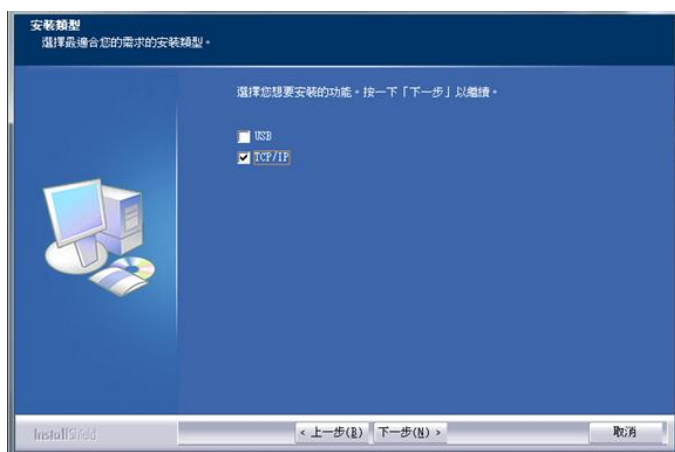 安裝類型
選擇最適合您的需求的安裝類型。
選擇您想要安裝的功能。按一下「下一步」以繼續。
USB
TCP/IP
InstallShield
< 上一步(B) 下一步(N) > 取消